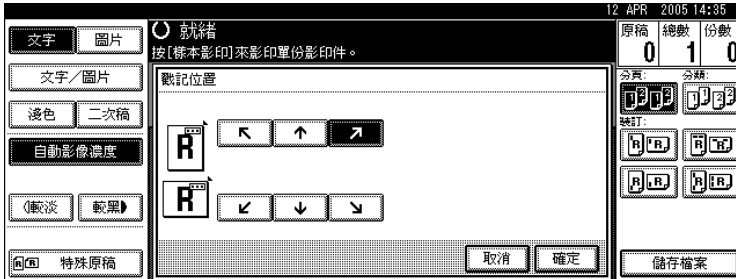 12 APR 2005 14:35
文字 圖片
文字／圖片
淺色 二次稿
自動影像濃度
較淡 較黑
特殊原稿
就緒
按[樣本影印]來影印單份影印件。
戳記位置
R
R
取消 確定
原稿 總數 份數
0 1 0
分頁: 分類:
裝訂:
儲存檔案